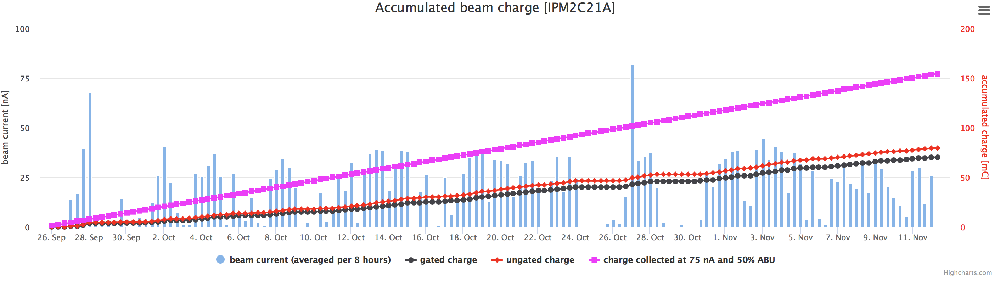 Accumulated beam charge [IPM2C21A]
100
75
50
25
0
beam current [nA]
200
150
100
50
0
accumulated charge [mC]
26. Sep 28. Sep 30. Sep 2. Oct 4. Oct 6. Oct 8. Oct 10. Oct 12. Oct 14. Oct 16. Oct 18. Oct 20. Oct 22. Oct 24. Oct 26. Oct 28. Oct 30. Oct 1. Nov 3. Nov 5. Nov 7. Nov 9. Nov 11. Nov
beam current (averaged per 8 hours) gated charge ungated charge charge collected at 75 nA and 50% ABU
Highcharts.com